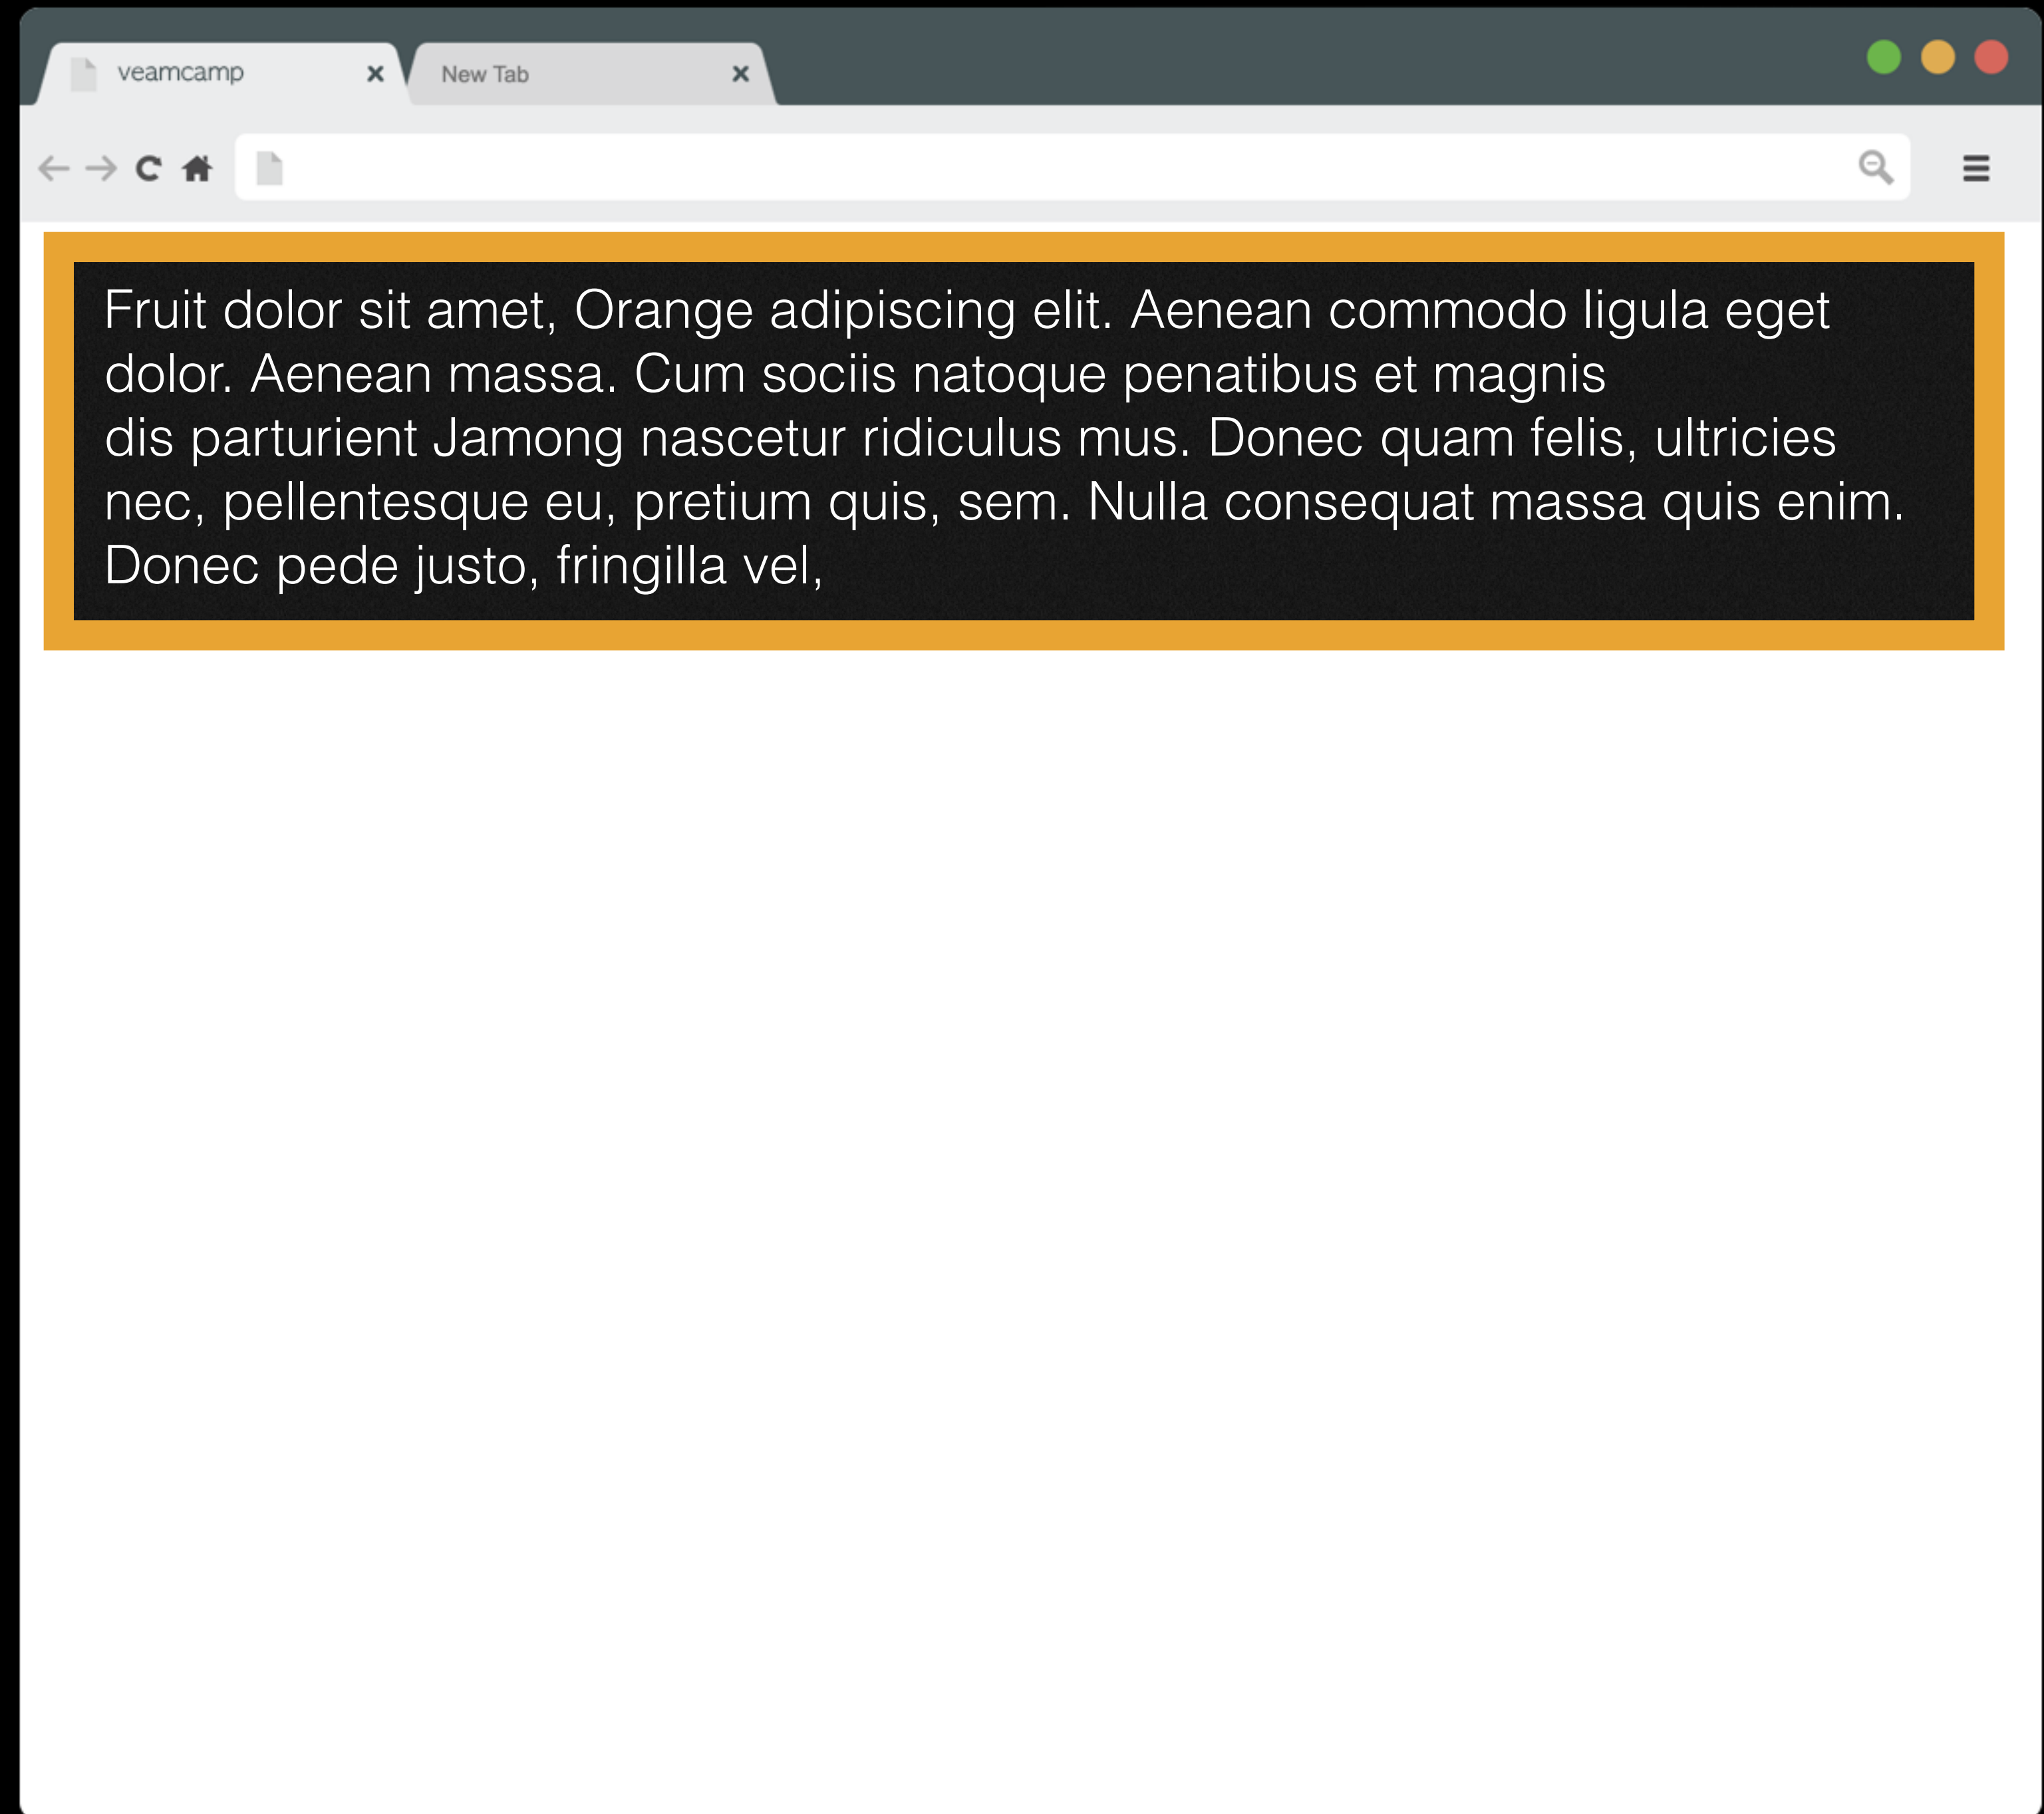 veamcamp
New Tab
Fruit dolor sit amet, Orange adipiscing elit. Aenean commodo ligula eget
dolor. Aenean massa. Cum sociis natoque penatibus et magnis
dis parturient Jamong nascetur ridiculus mus. Donec quam felis, ultricies
nec, pellentesque eu, pretium quis, sem. Nulla consequat massa quis enim.
Donec pede justo, fringilla vel,